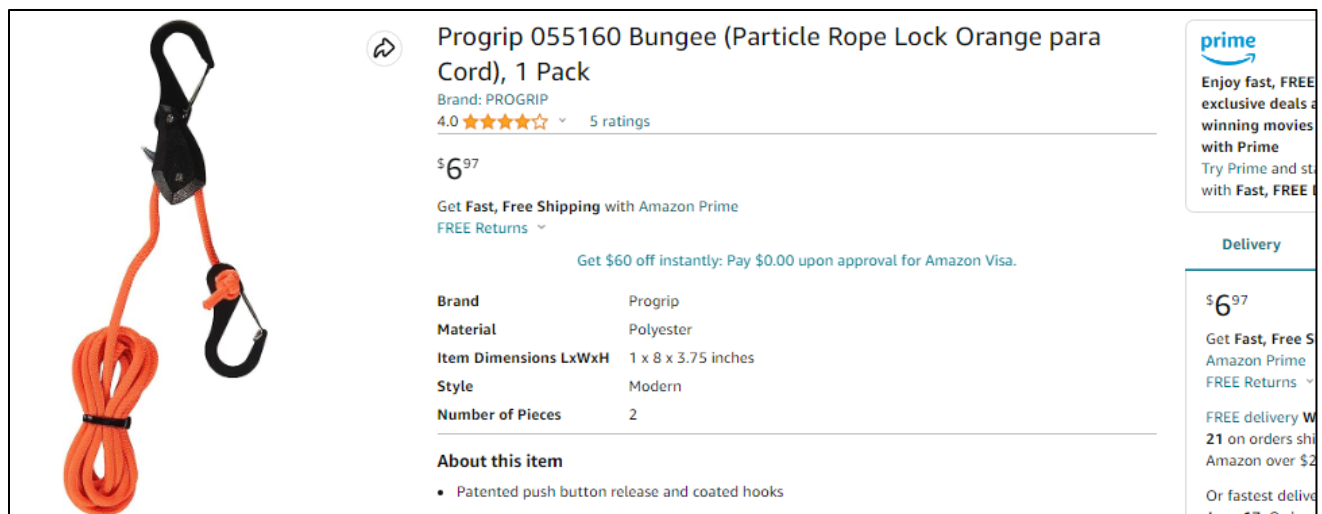 Progrip 055160 Bungee (Particle Rope Lock Orange para
Cord), 1 Pack
Brand: PROGRIP
4.0 5 ratings
$6.97
Get Fast, Free Shipping with Amazon Prime
FREE Returns
Get $60 off instantly: Pay $0.00 upon approval for Amazon Visa.
Brand Progrip
Material Polyester
Item Dimensions LxWxH 1 x 8 x 3.75 inches
Style Modern
Number of Pieces 2
About this item
• Patented push button release and coated hooks
prime
Enjoy fast, FREE
exclusive deals a
winning movies
with Prime
Try Prime and sta
with Fast, FREE
Delivery
$6.97
Get Fast, Free S
Amazon Prime
FREE Returns
FREE delivery W
21 on orders shi
Amazon over $2
Or fastest delive